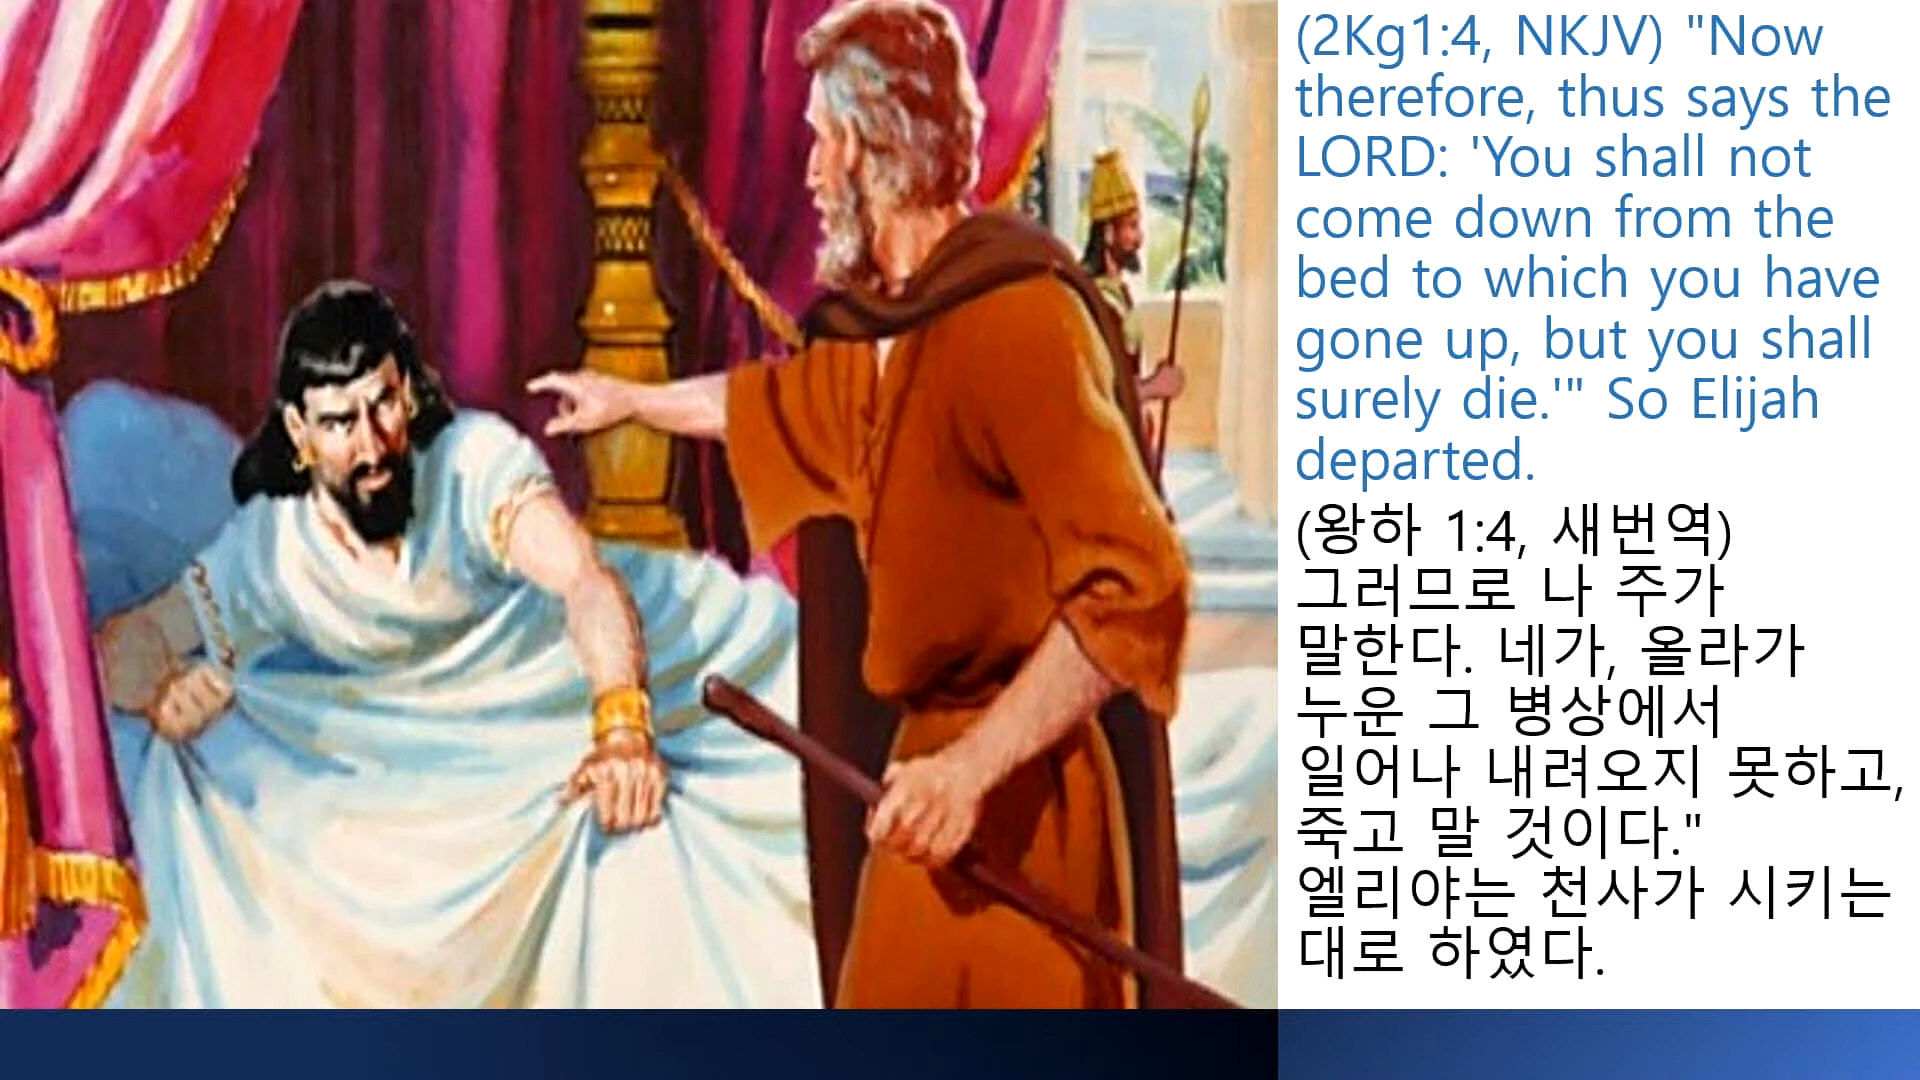 (2Kg1:4, NKJV) "Now
therefore, thus says the
LORD: 'You shall not
come down from the
bed to which you have
gone up, but you shall
surely die.'" So Elijah
departed.
(왕하 1:4, 새번역)
그러므로 나 주가
말한다. 네가, 올라가
누운 그 병상에서
일어나 내려오지 못하고,
죽고 말 것이다."
엘리야는 천사가 시키는
대로 하였다.